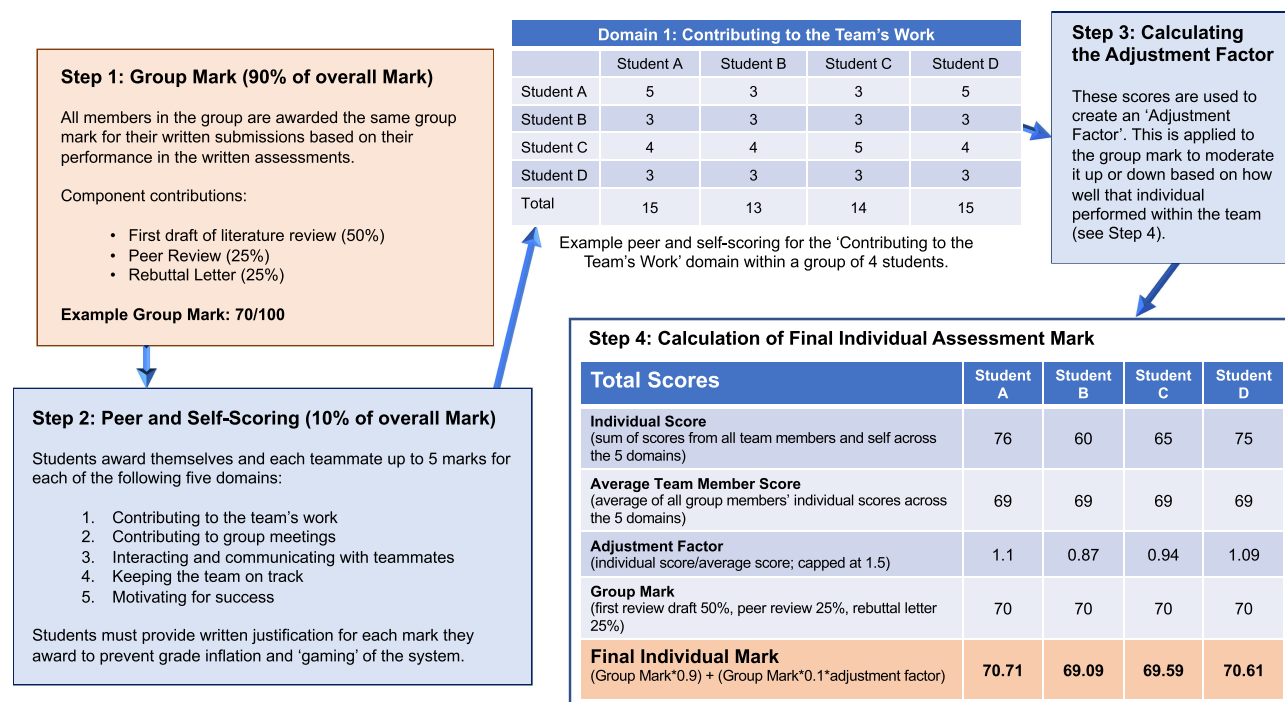 Step 1: Group Mark (90% of overall Mark)
All members in the group are awarded the same group
mark for their written submissions based on their
performance in the written assessments.
Component contributions:
• First draft of literature review (50%)
• Peer Review (25%)
• Rebuttal Letter (25%)
Example Group Mark: 70/100
Step 2: Peer and Self-Scoring (10% of overall Mark)
Students award themselves and each teammate up to 5 marks for
each of the following five domains:
1. Contributing to the team's work
2. Contributing to group meetings
3. Interacting and communicating with teammates
4. Keeping the team on track
5. Motivating for success
Students must provide written justification for each mark they
award to prevent grade inflation and 'gaming' of the system.
Domain 1: Contributing to the Team's Work
Student A Student B Student C Student D
Student A 5 3 3 5
Student B 3 3 3 3
Student C 4 4 5 4
Student D 3 3 3 3
Total 15 13 14 15
Example peer and self-scoring for the 'Contributing to the
Team's Work' domain within a group of 4 students.
Step 3: Calculating
the Adjustment Factor
These scores are used to
create an 'Adjustment
Factor'. This is applied to
the group mark to moderate
it up or down based on how
well that individual
performed within the team
(see Step 4).
Step 4: Calculation of Final Individual Assessment Mark
Total Scores Student A Student B Student C Student D
Individual Score
(sum of scores from all team members and self across
the 5 domains) 76 60 65 75
Average Team Member Score
(average of all group members' individual scores across
the 5 domains) 69 69 69 69
Adjustment Factor
(individual score/average score; capped at 1.5) 1.1 0.87 0.94 1.09
Group Mark
(first review draft 50%, peer review 25%, rebuttal letter
25%) 70 70 70 70
Final Individual Mark
(Group Mark*0.9) + (Group Mark*0.1*adjustment factor) 70.71 69.09 69.59 70.61